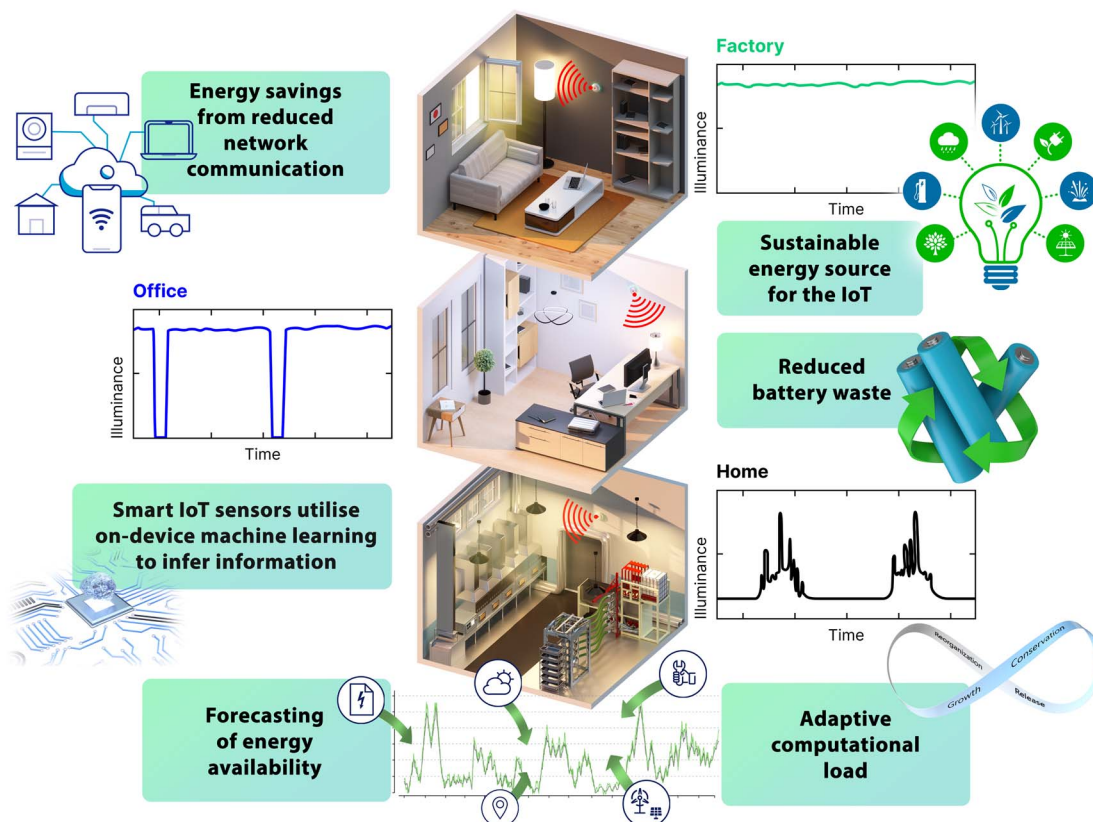 Factory
Energy savings
from reduced
network
communication
Illuminance
Time
Sustainable
energy source
for the IoT
Office
Illuminance
Time
Reduced
battery waste
Home
Smart IoT sensors utilise
on-device machine learning
to infer information
Illuminance
Time
Reorganization
Conservation
Growth
Release
Forecasting
of energy
availability
Adaptive
computational
load